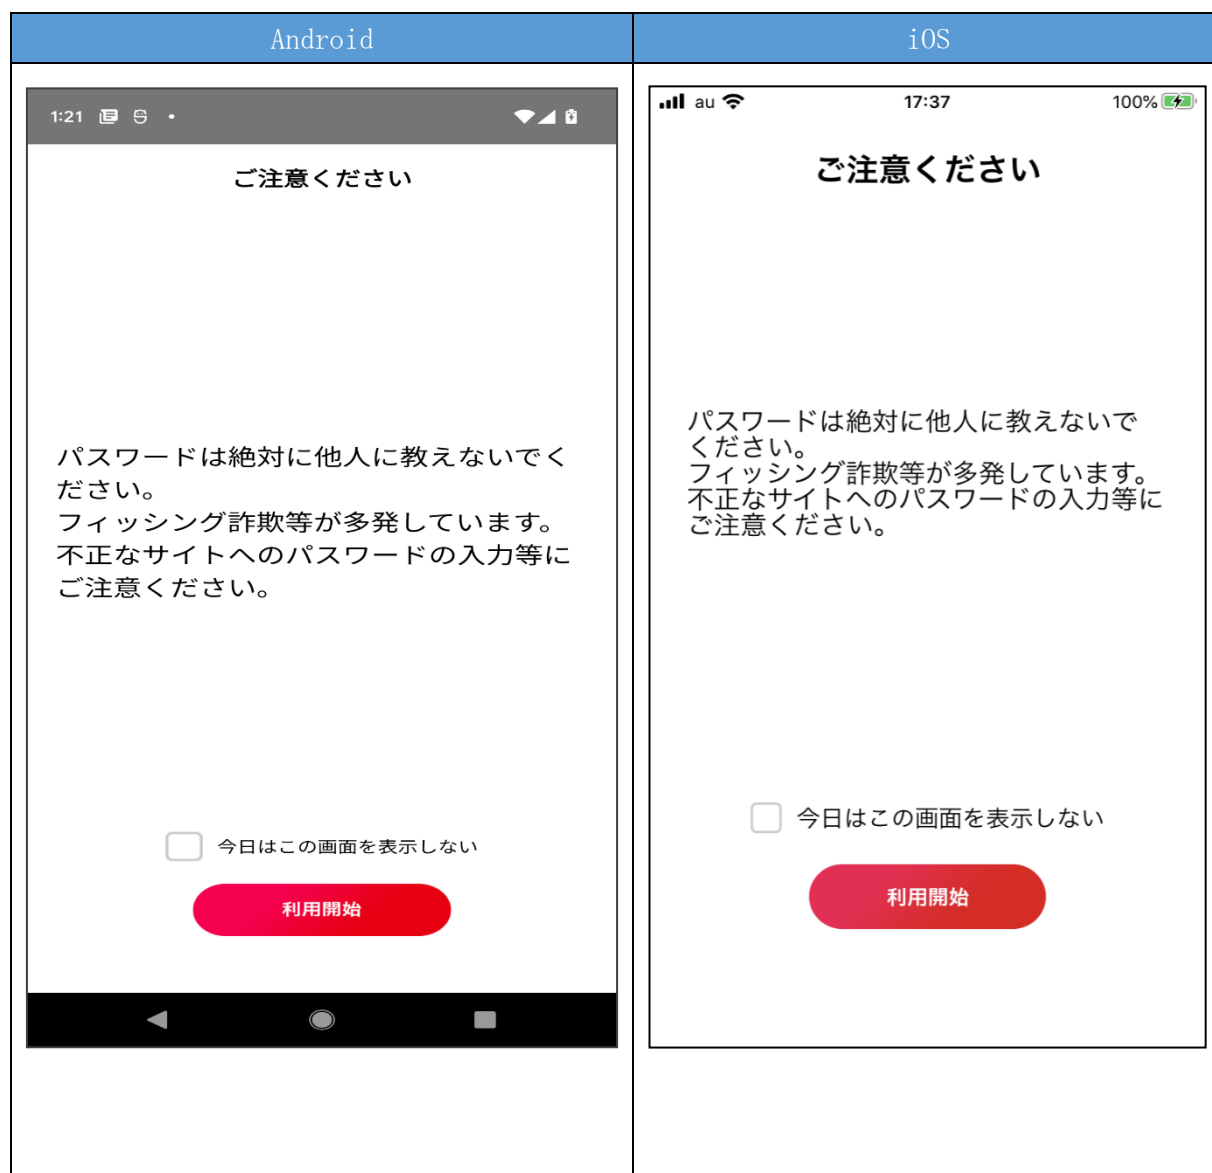 Android
iOS
1:21
ご注意ください
パスワードは絶対に他人に教えないでく
ださい。
フィッシング詐欺等が多発しています。
不正なサイトへのパスワードの入力等に
ご注意ください。
今日はこの画面を表示しない
利用開始
au 17:37 100%
ご注意ください
パスワードは絶対に他人に教えないで
ください。
フィッシング詐欺等が多発しています。
不正なサイトへのパスワードの入力等に
ご注意ください。
今日はこの画面を表示しない
利用開始